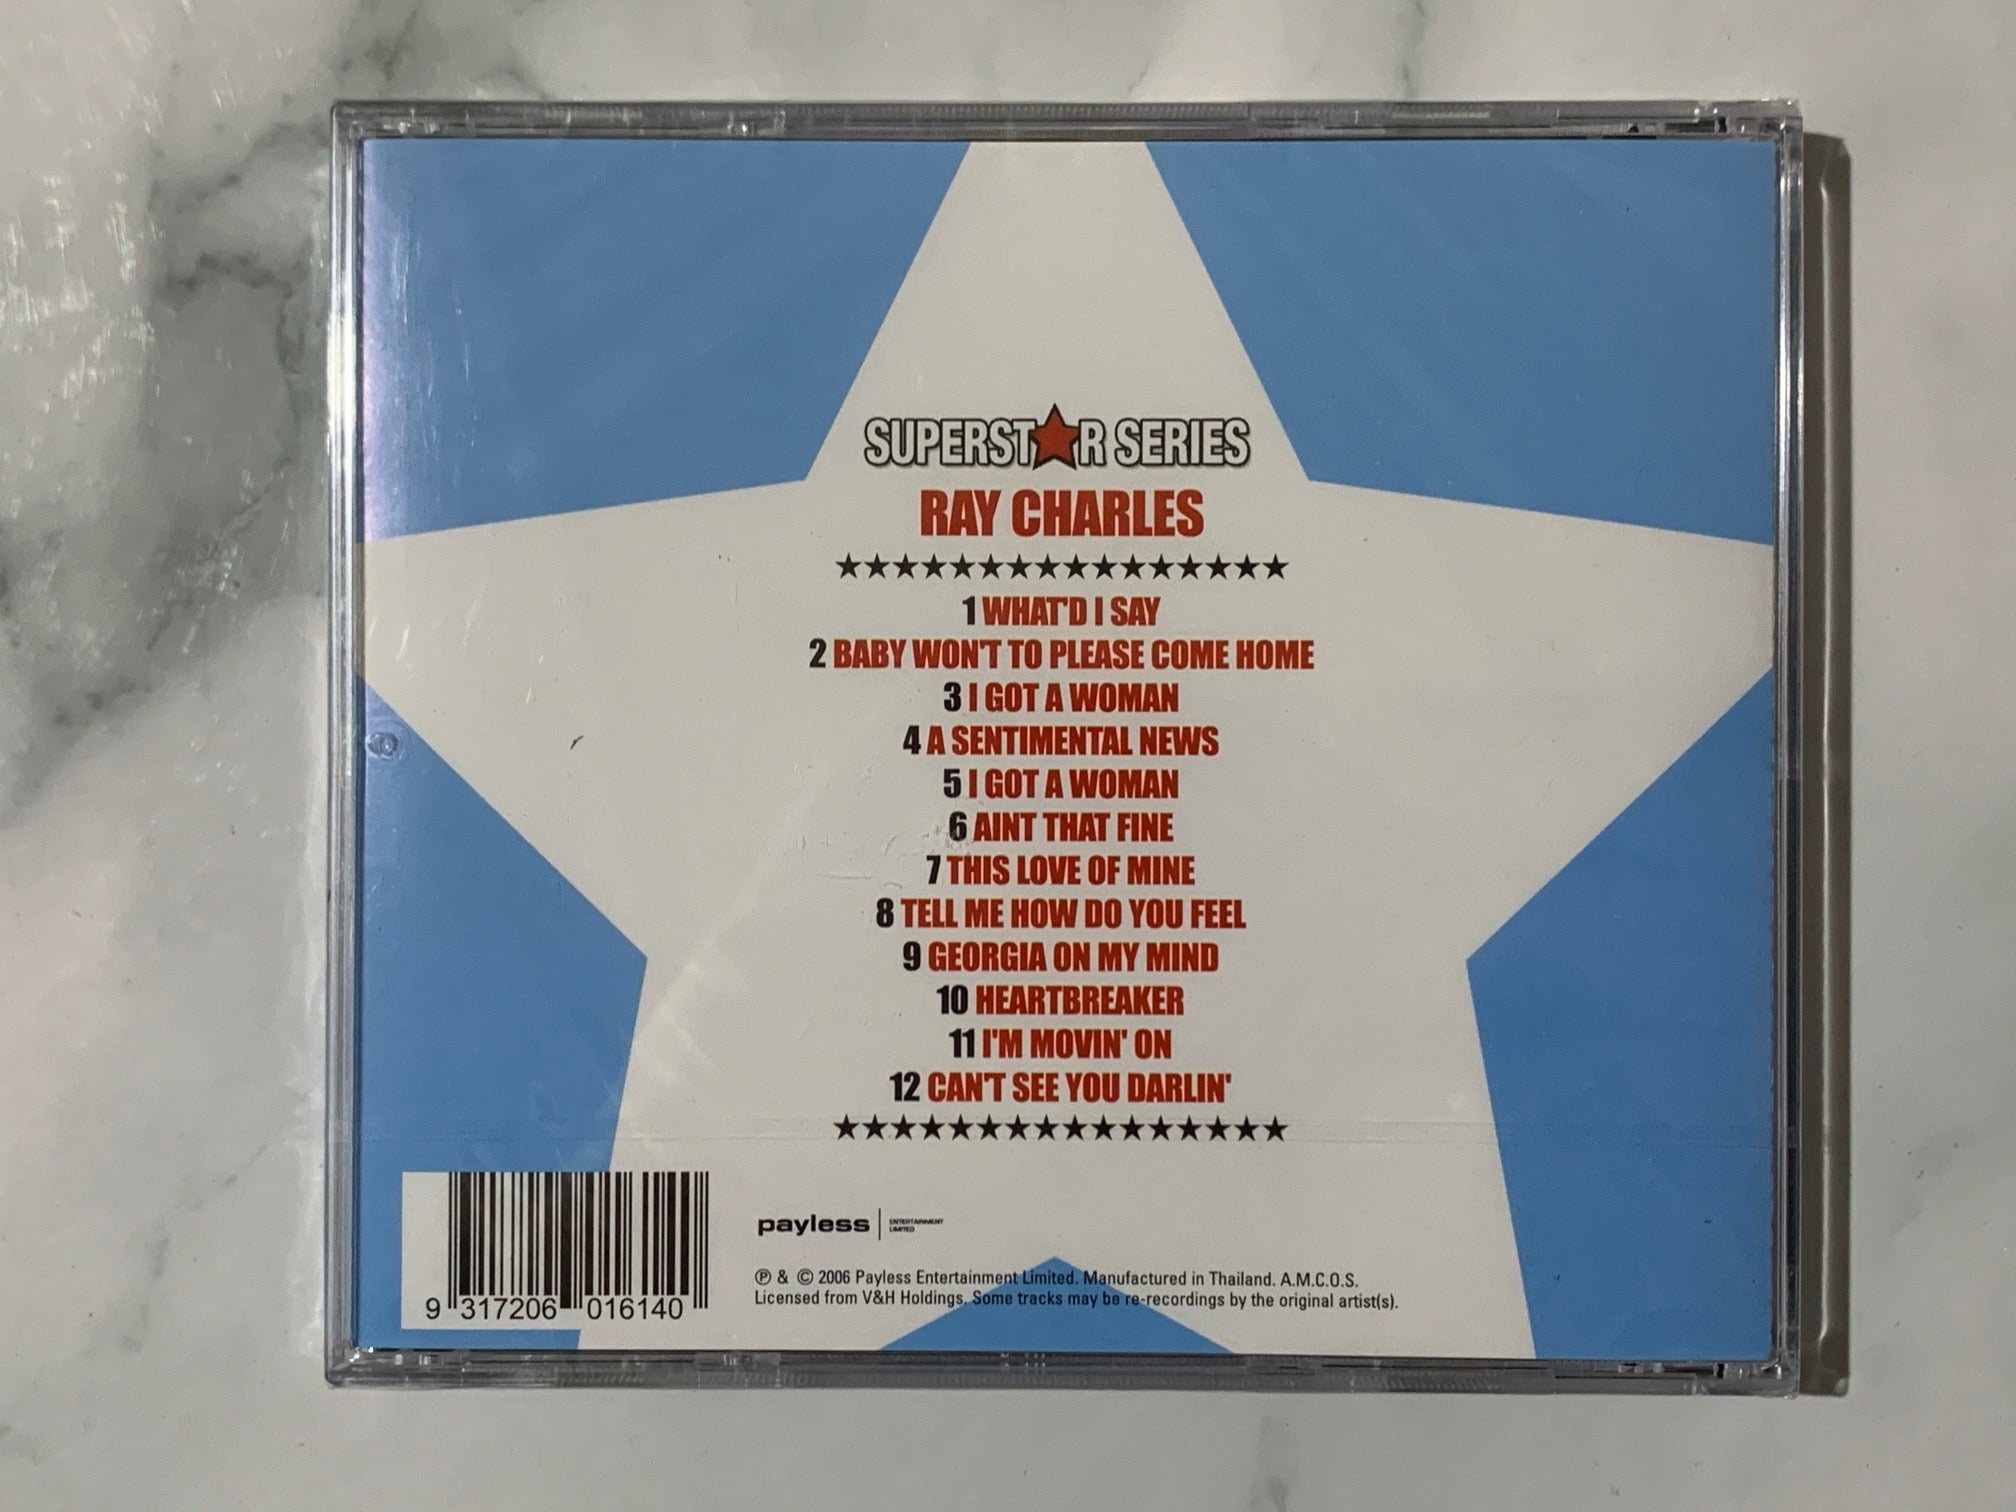 SUPERST★R SERIES
RAY CHARLES
★★★★★★★★★★★★★★★★
1 WHAT'D I SAY
2 BABY WON'T TO PLEASE COME HOME
3 I GOT A WOMAN
4 A SENTIMENTAL NEWS
5 I GOT A WOMAN
6 AINT THAT FINE
7 THIS LOVE OF MINE
8 TELL ME HOW DO YOU FEEL
9 GEORGIA ON MY MIND
10 HEARTBREAKER
11 I'M MOVIN' ON
12 CAN'T SEE YOU DARLIN'
★★★★★★★★★★★★★★★★
payless
ENTERTAINMENT
LIMITED
℗ & © 2006 Payless Entertainment Limited. Manufactured in Thailand. A.M.C.O.S.
Licensed from V&H Holdings. Some tracks may be re-recordings by the original artist(s).
9 317206 016140